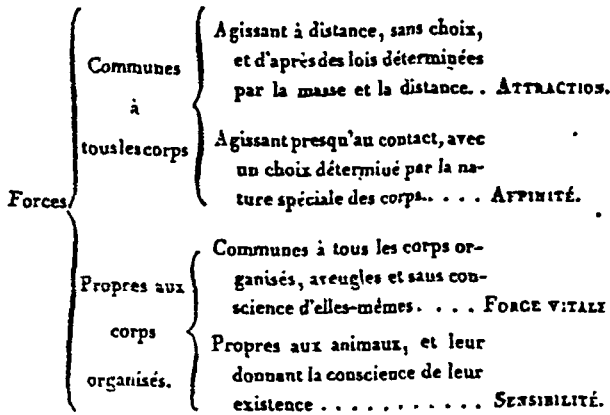 Agissant à distance, sans choix,
et d'après des lois déterminées
par la masse et la distance. . ATTRACTION.
Communes
à
tous les corps
Agissant presqu'au contact, avec
un choix déterminé par la na-
ture spéciale des corps. . . . . AFFINITÉ.
Forces
Communes à tous les corps or-
ganisés, aveugles et sans con-
science d'elles-mêmes. . . . . FORCE VITALE
Propres aux
corps
organisés.
Propres aux animaux, et leur
donnant la conscience de leur
existence . . . . . . . . . . . SENSIBILITÉ.